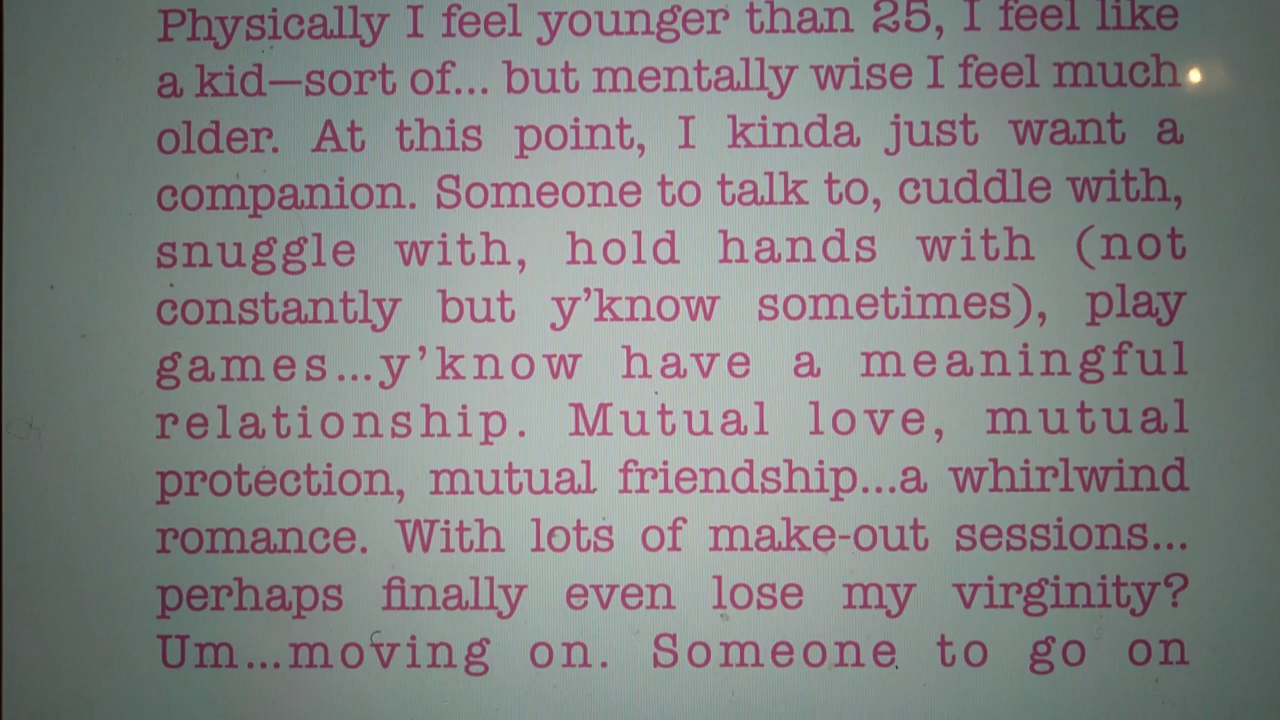 Physically I feel younger than 25, I feel like
a kid—sort of... but mentally wise I feel much
older. At this point, I kinda just want a
companion. Someone to talk to, cuddle with,
snuggle with, hold hands with (not
constantly but y'know sometimes), play
games...y'know have a meaningful
relationship. Mutual love, mutual
protection, mutual friendship...a whirlwind
romance. With lots of make-out sessions...
perhaps finally even lose my virginity?
Um...moving on. Someone to go on